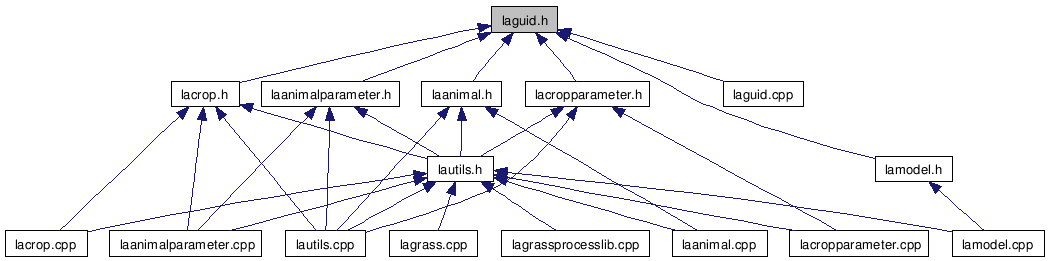 laguid.h
lacrop.h
laanimalparameter.h
laanimal.h
lacropparameter.h
laguid.cpp
lautils.h
lamodel.h
lacrop.cpp
laanimalparameter.cpp
lautils.cpp
lagrass.cpp
lagrassprocesslib.cpp
laanimal.cpp
lacropparameter.cpp
lamodel.cpp